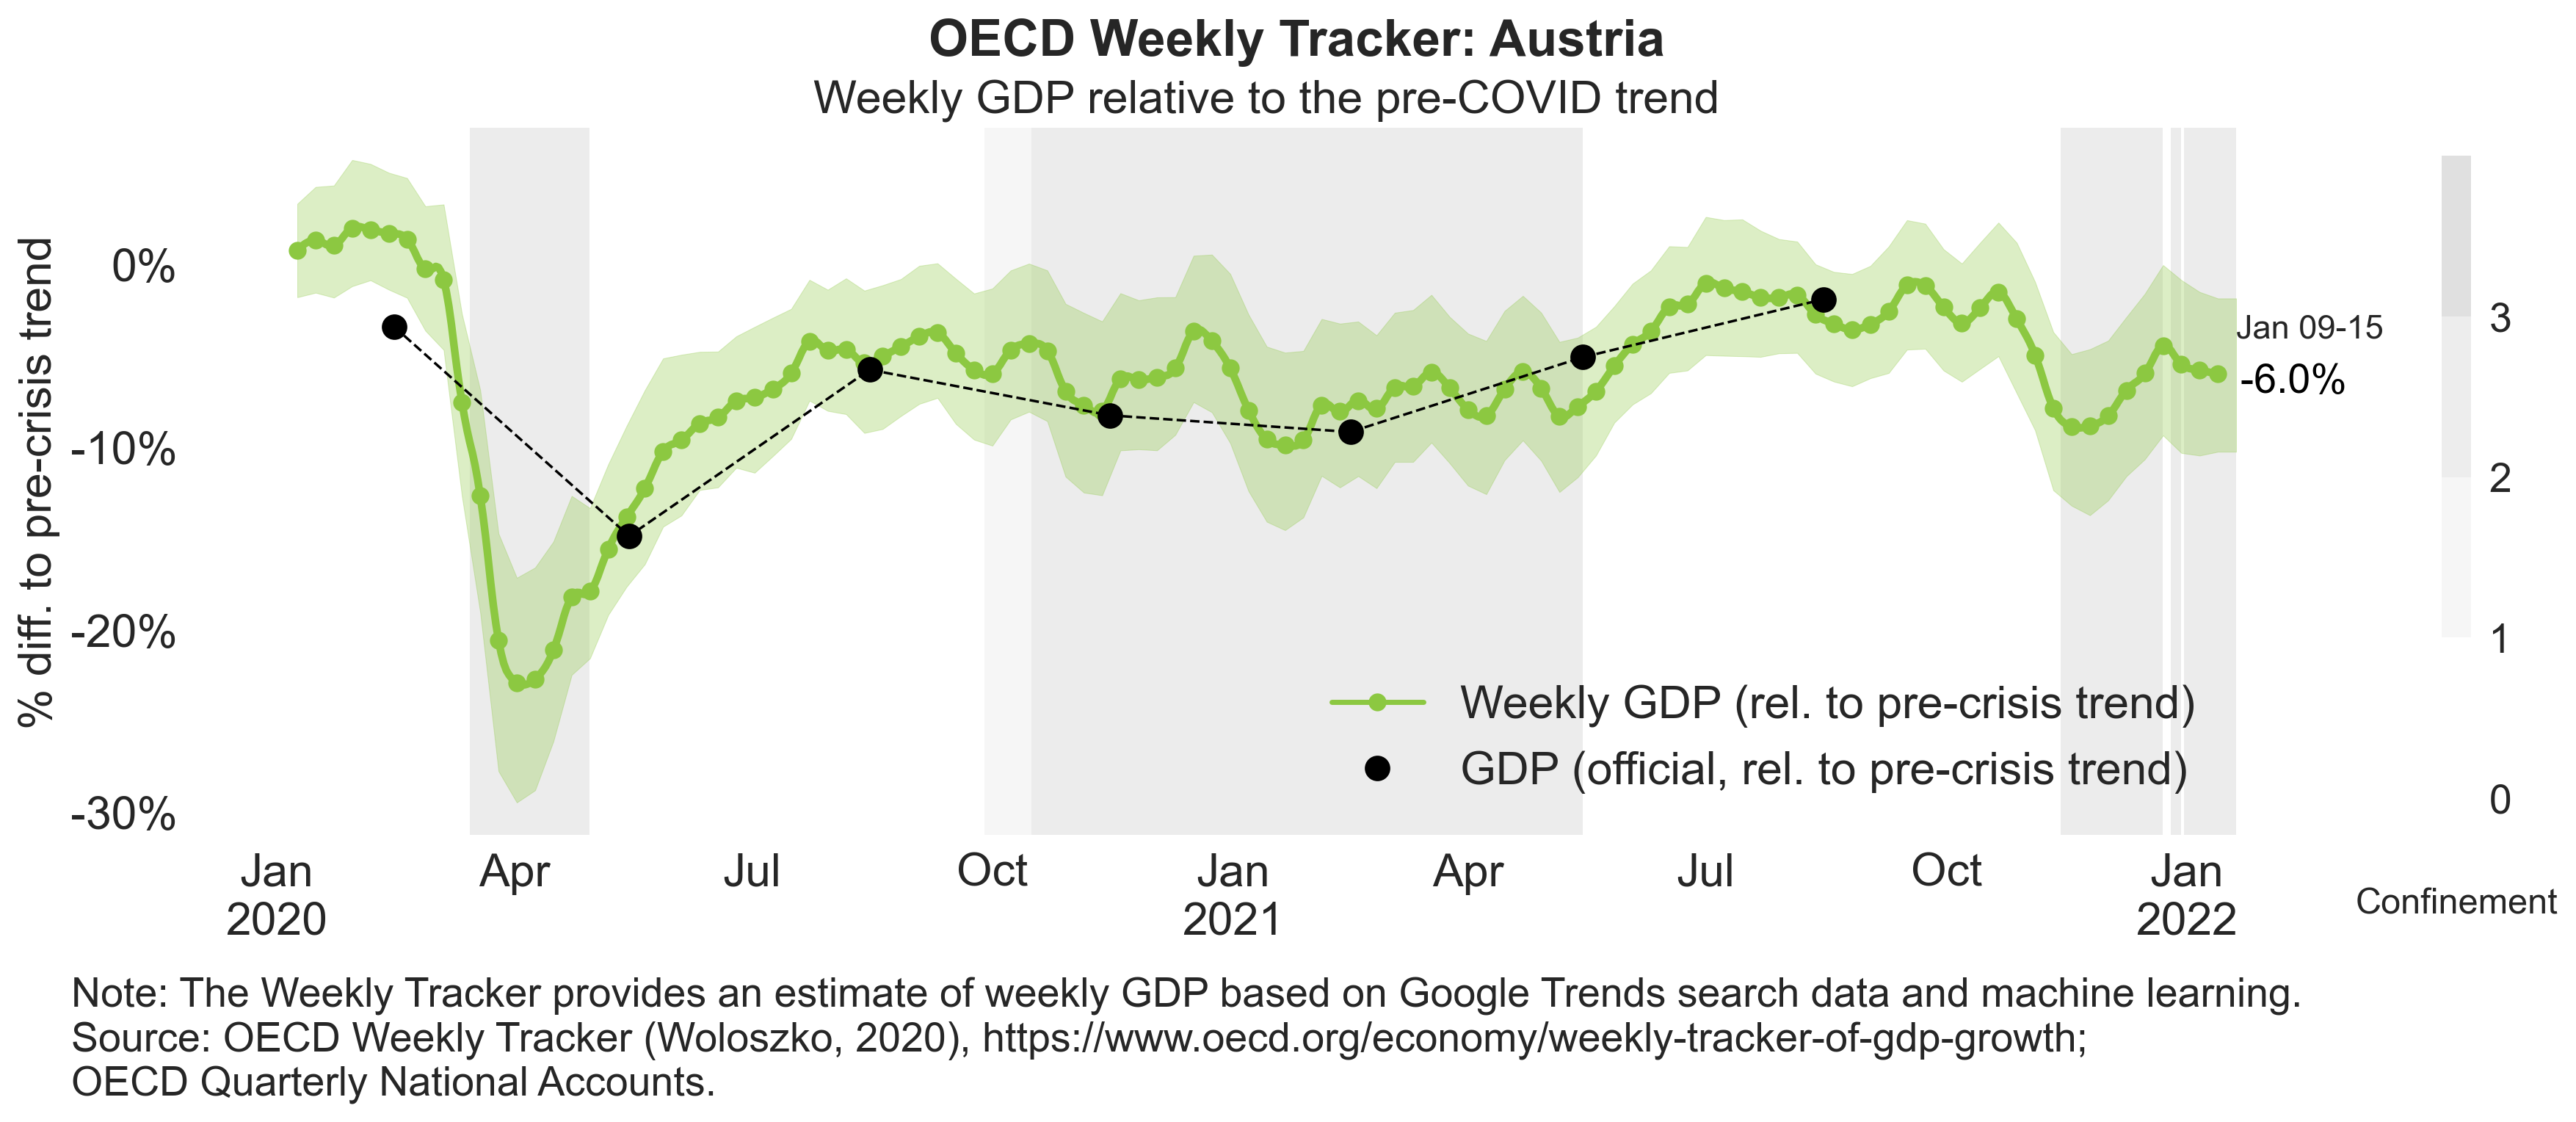 OECD Weekly Tracker: Austria
Weekly GDP relative to the pre-COVID trend
% diff. to pre-crisis trend
0%
-10%
-20%
-30%
Jan 09-15
-6.0%
Weekly GDP (rel. to pre-crisis trend)
GDP (official, rel. to pre-crisis trend)
3
2
1
0
Confinement
Jan Apr Jul Oct Jan Apr Jul Oct Jan
2020 2021 2022
Note: The Weekly Tracker provides an estimate of weekly GDP based on Google Trends search data and machine learning.
Source: OECD Weekly Tracker (Woloszko, 2020), https://www.oecd.org/economy/weekly-tracker-of-gdp-growth;
OECD Quarterly National Accounts.